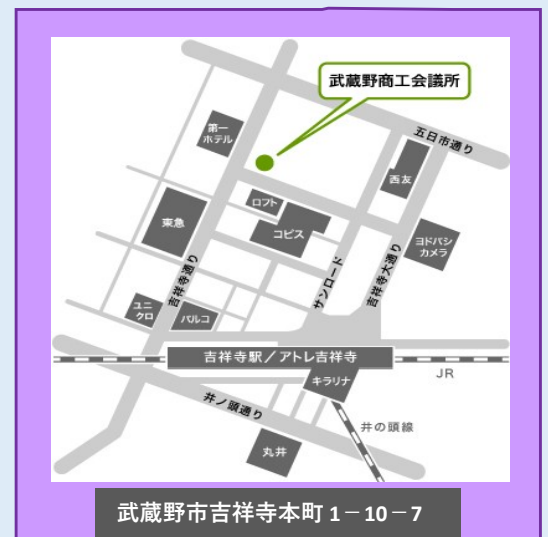 武蔵野商工会議所
五日市通り
第一
ホテル
西友
ロフト
東急
コピス
ヨドバシ
カメラ
吉祥寺通り
サンロード
吉祥寺大通り
ユニ
クロ
パルコ
吉祥寺駅/アトレ吉祥寺
JR
キラリナ
井ノ頭通り
井の頭線
丸井
武蔵野市吉祥寺本町1-10-7